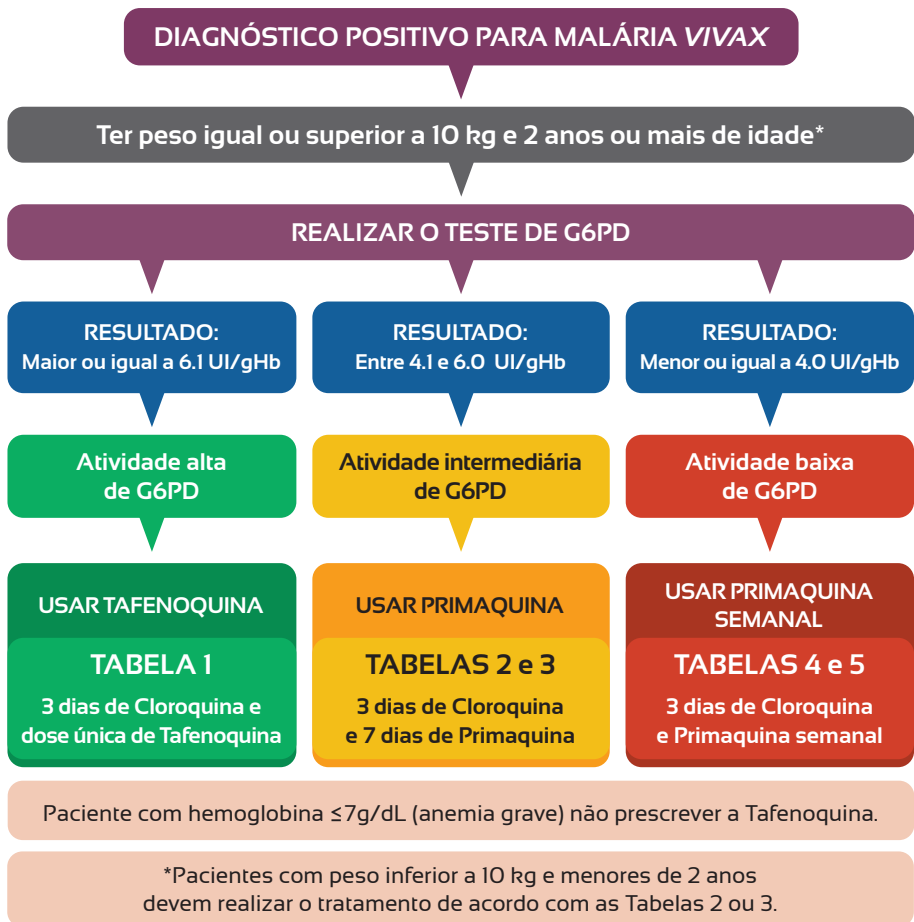 DIAGNÓSTICO POSITIVO PARA MALÁRIA VIVAX
Ter peso igual ou superior a 10 kg e 2 anos ou mais de idade*
REALIZAR O TESTE DE G6PD
RESULTADO:
Maior ou igual a 6.1 UI/gHb
RESULTADO:
Entre 4.1 e 6.0 UI/gHb
RESULTADO:
Menor ou igual a 4.0 UI/gHb
Atividade alta
de G6PD
Atividade intermediária
de G6PD
Atividade baixa
de G6PD
USAR TAFENOQUINA
TABELA 1
3 dias de Cloroquina e
dose única de Tafenoquina
USAR PRIMAQUINA
TABELAS 2 e 3
3 dias de Cloroquina
e 7 dias de Primaquina
USAR PRIMAQUINA
SEMANAL
TABELAS 4 e 5
3 dias de Cloroquina
e Primaquina semanal
Paciente com hemoglobina ≤7g/dL (anemia grave) não prescrever a Tafenoquina.
*Pacientes com peso inferior a 10 kg e menores de 2 anos
devem realizar o tratamento de acordo com as Tabelas 2 ou 3.